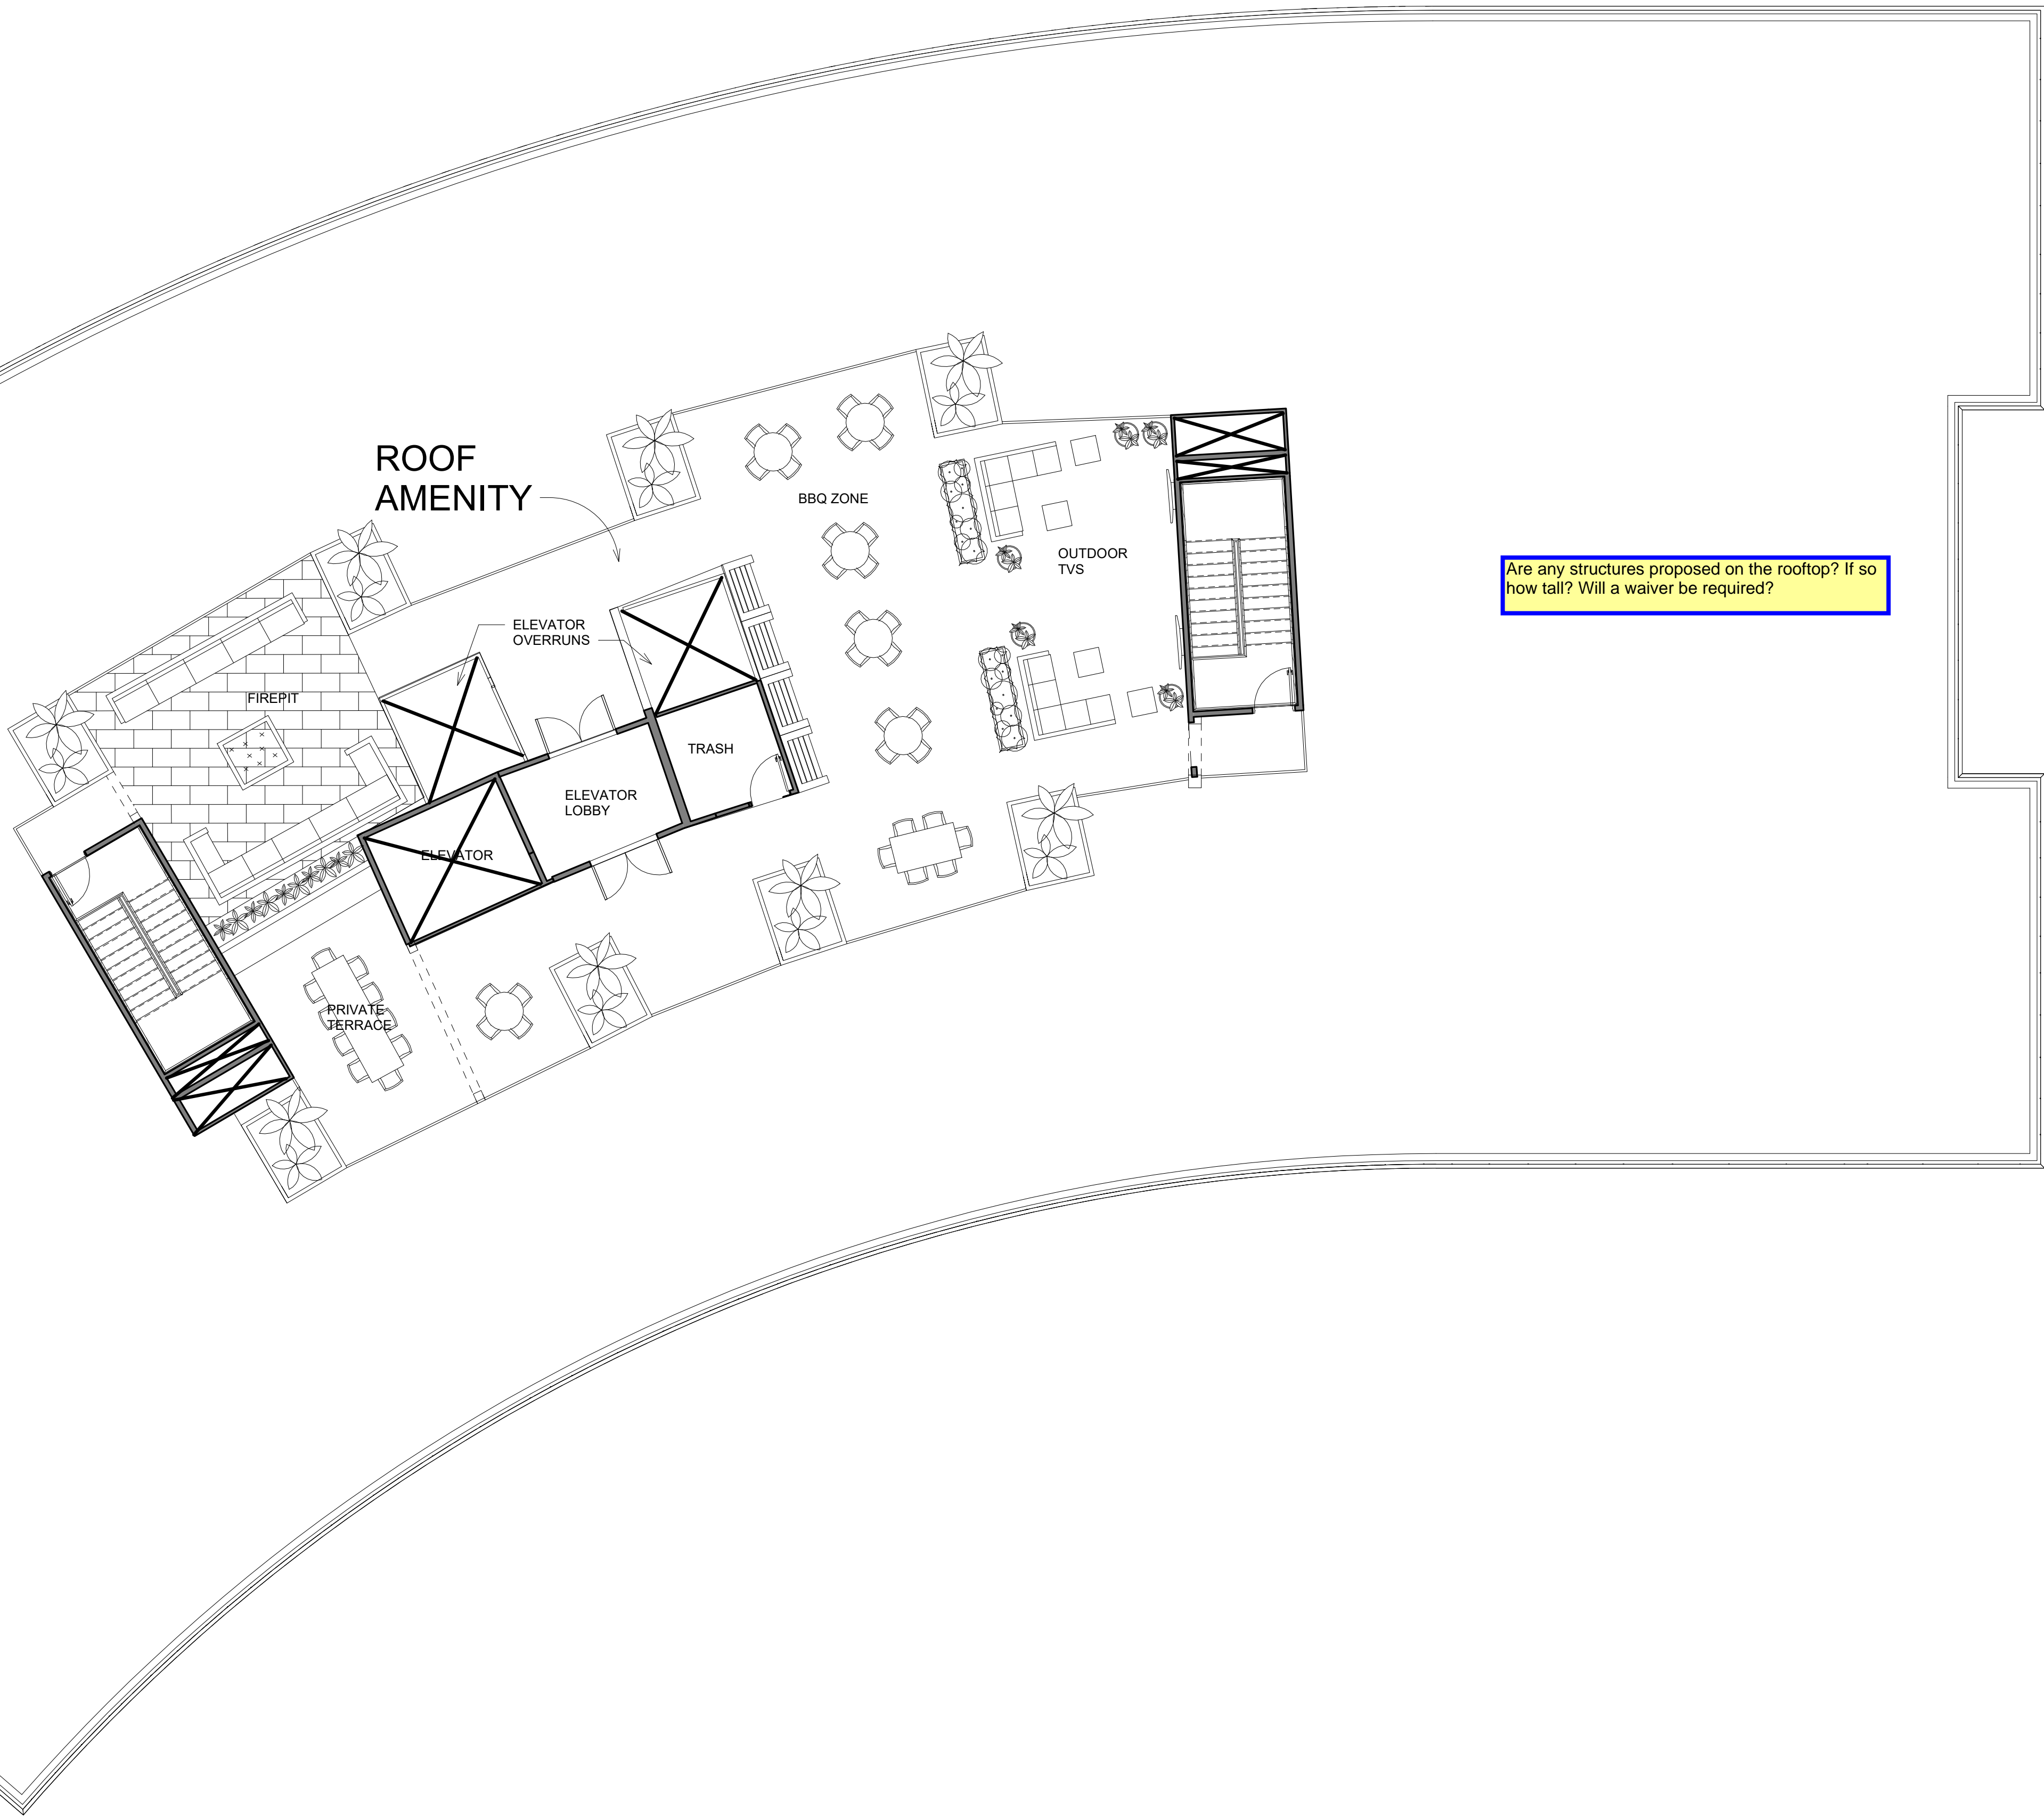 ROOF
AMENITY
BBQ ZONE
OUTDOOR
TVS
Are any structures proposed on the rooftop? If so
how tall? Will a waiver be required?
ELEVATOR
OVERRUNS
FIREPIT
TRASH
ELEVATOR
LOBBY
ELEVATOR
PRIVATE
TERRACE